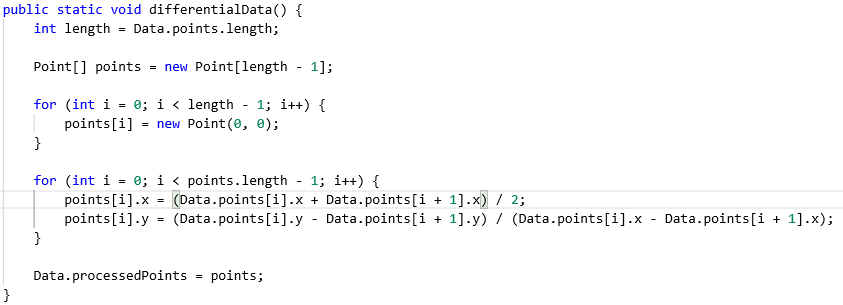 public static void differentialData() {
    int length = Data.points.length;

    Point[] points = new Point[length - 1];

    for (int i = 0; i < length - 1; i++) {
        points[i] = new Point(0, 0);
    }

    for (int i = 0; i < points.length - 1; i++) {
        points[i].x = (Data.points[i].x + Data.points[i + 1].x) / 2;
        points[i].y = (Data.points[i].y - Data.points[i + 1].y) / (Data.points[i].x - Data.points[i + 1].x);
    }

    Data.processedPoints = points;
}